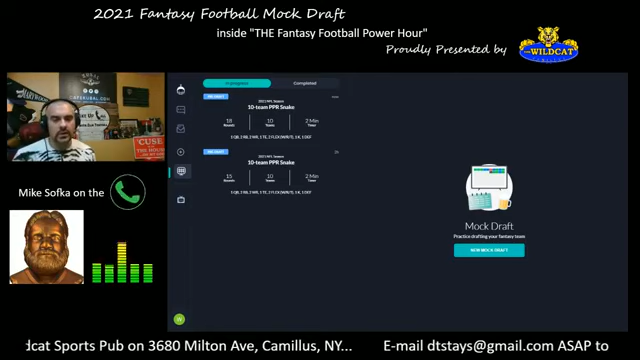 2021 Fantasy Football Mock Draft
inside "THE Fantasy Football Power Hour"
Proudly Presented by
WILDCAT
In progress
Completed
10-team PPR Snake
18
10
2 Min
Rounds
Teams
Timer
10-team PPR Snake
15
10
2 Min
Rounds
Teams
Timer
Mock Draft
Practice drafting your fantasy team
NEW MOCK DRAFT
'CUSE
Mike Sofka on the
W
dcat Sports Pub on 3680 Milton Ave, Camillus, NY...
E-mail dtstays@gmail.com ASAP to